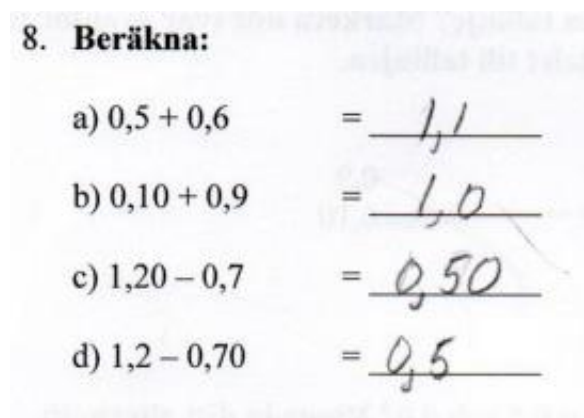 8. Beräkna:
a) 0,5 + 0,6 = 1,1
b) 0,10 + 0,9 = 1,0
c) 1,20 – 0,7 = 0,50
d) 1,2 – 0,70 = 0,5